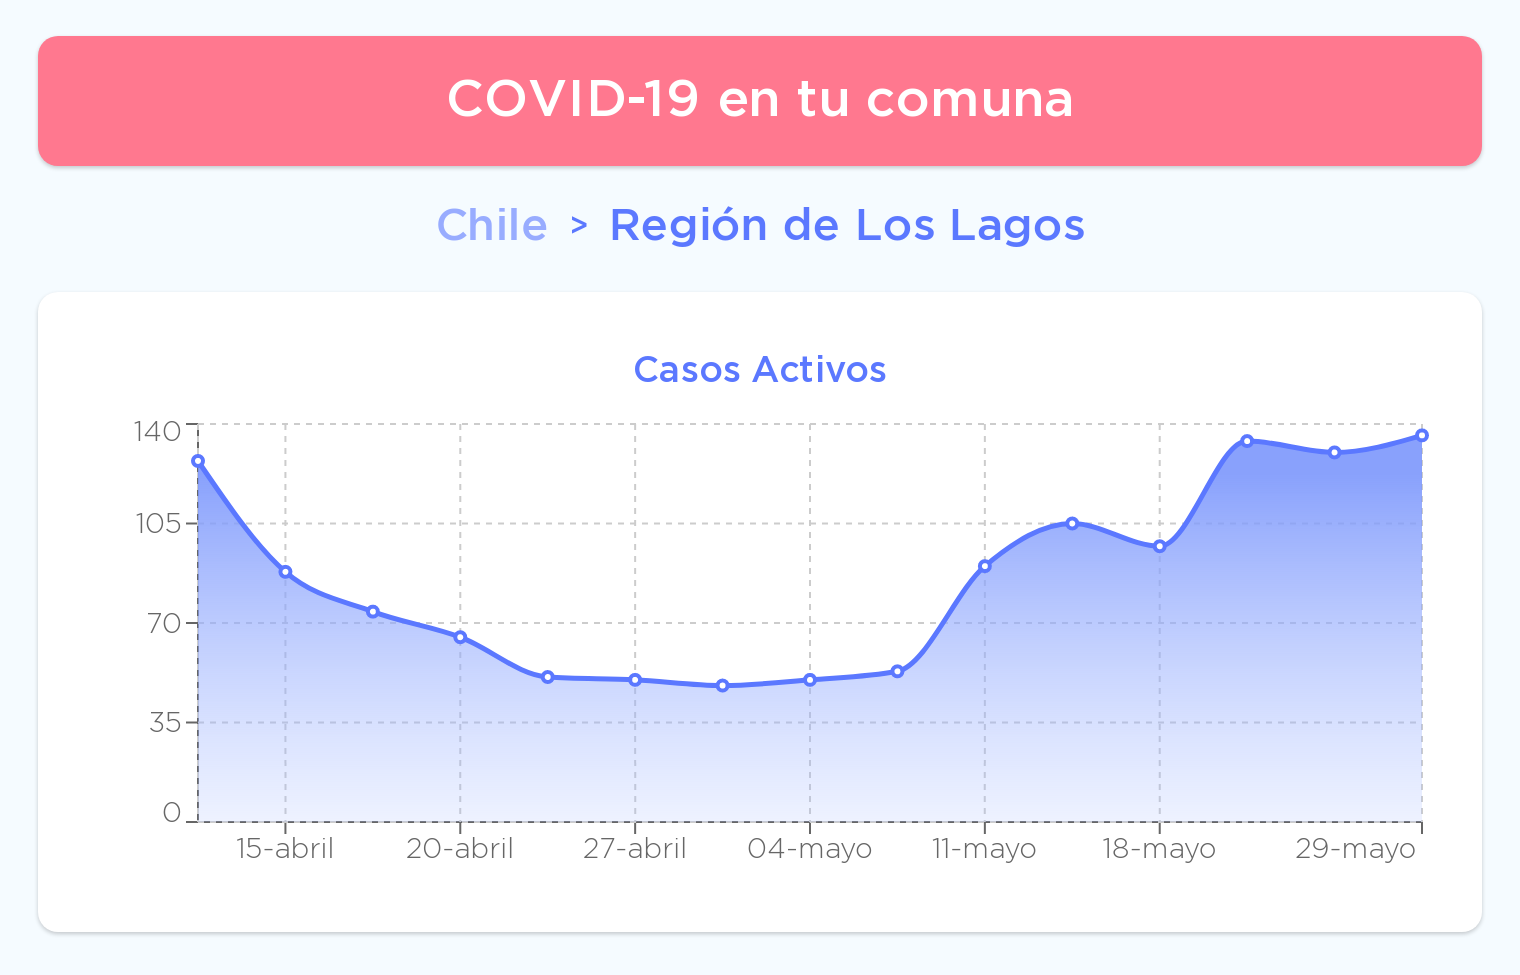 COVID-19 en tu comuna
Chile > Región de Los Lagos
Casos Activos
140
105
70
35
0
15-abril 20-abril 27-abril 04-mayo 11-mayo 18-mayo 29-mayo